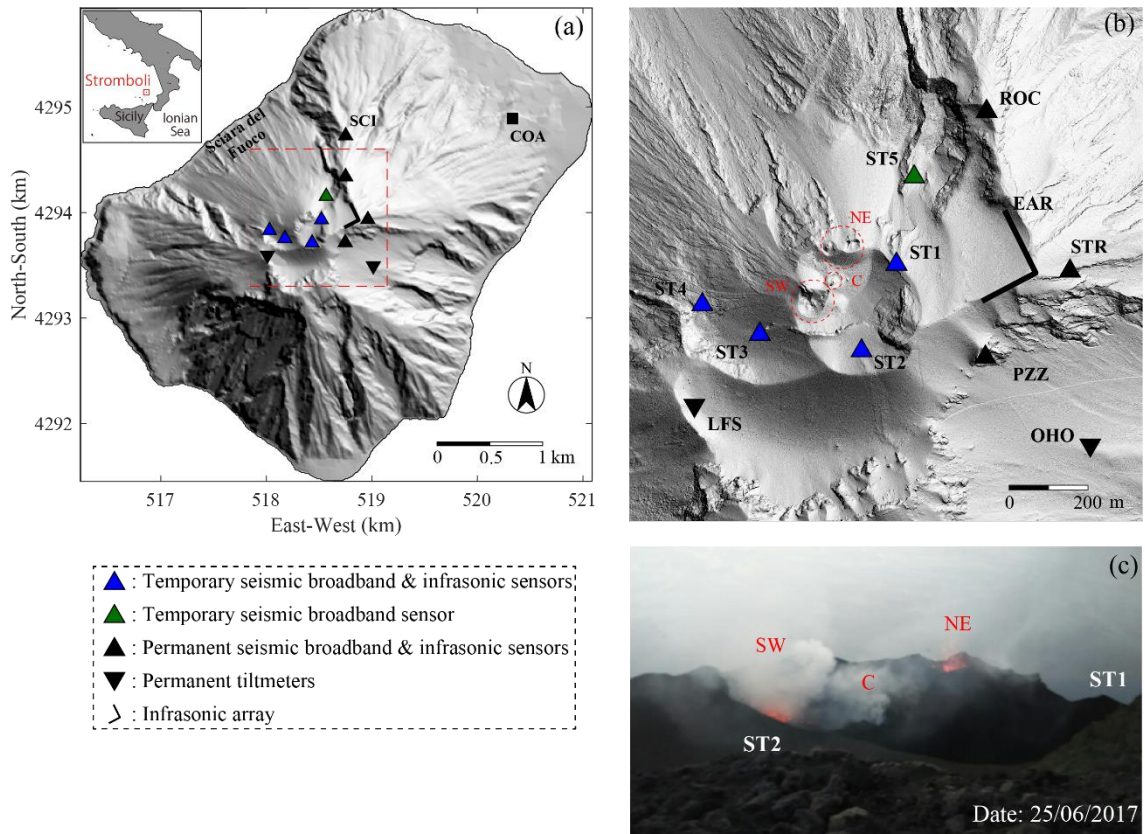 (a)
Stromboli
Sicily
Ionian
Sea
Sciara del
Fuoco
SCI
COA
N
0 0,5 1 km
4295
4294
4293
4292
North-South (km)
517 518 519 520 521
East-West (km)
(b)
ROC
ST5
EAR
NE
STR
ST1
C
SW
ST4
ST3
ST2
PZZ
LFS
OHO
0 200 m
: Temporary seismic broadband & infrasonic sensors
: Temporary seismic broadband sensor
: Permanent seismic broadband & infrasonic sensors
: Permanent tiltmeters
: Infrasonic array
(c)
NE
SW
C
ST1
ST2
Date: 25/06/2017